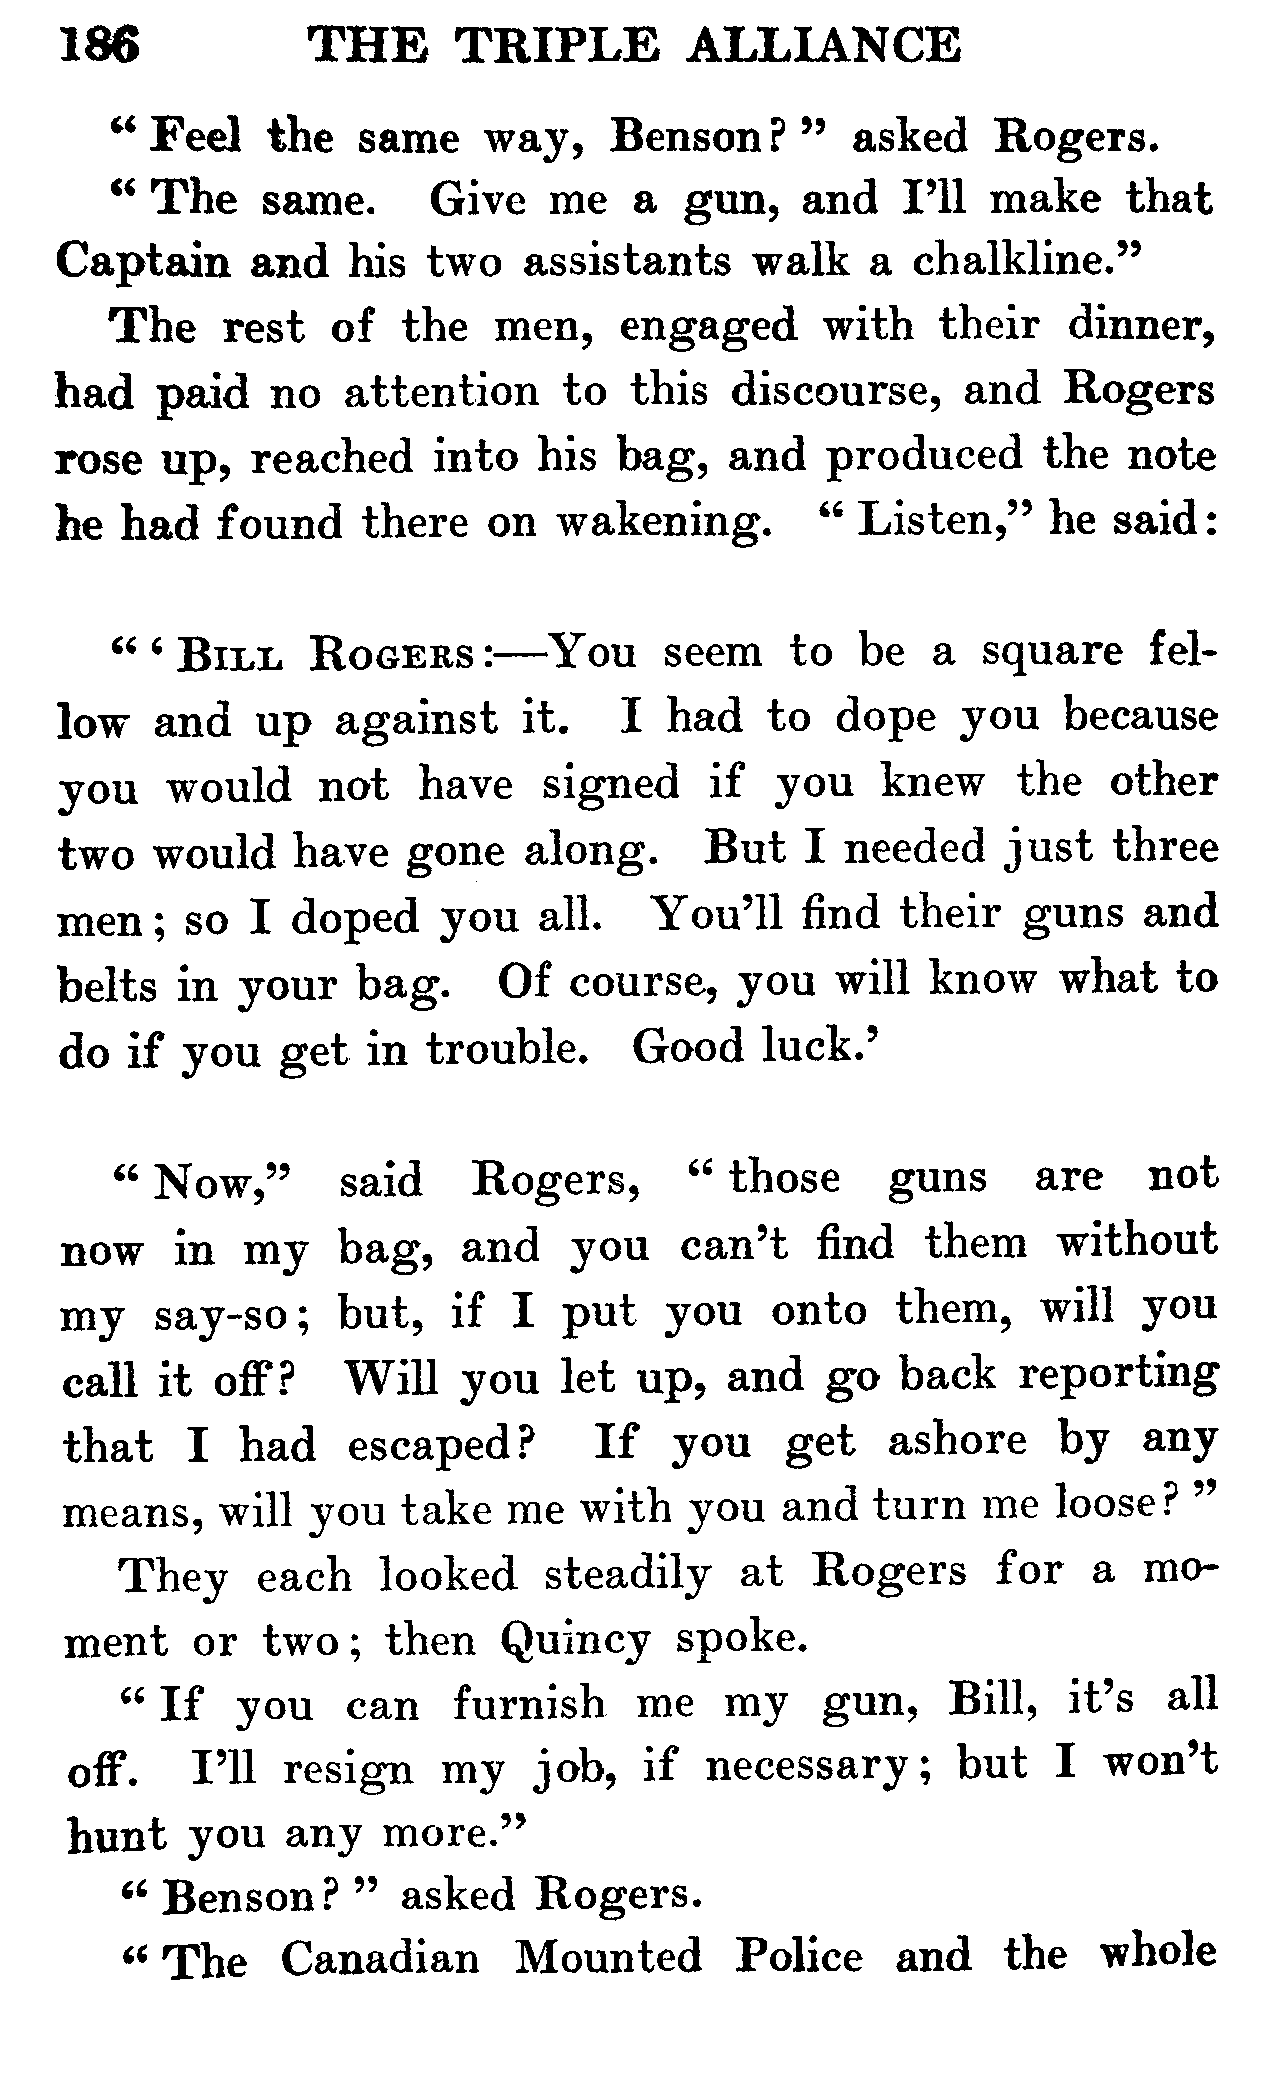 186 THE TRIPLE ALLIANCE
“ Feel the same way, Benson? ” asked Rogers.
“ The same. Give me a gun, and I’ll make that
Captain and his two assistants walk a chalkline.”
The rest of the men, engaged with their dinner,
had paid no attention to this discourse, and Rogers
rose up, reached into his bag, and produced the note
he had found there on wakening. “ Listen,” he said:
“ ‘ BILL ROGERS:—You seem to be a square fel-
low and up against it. I had to dope you because
you would not have signed if you knew the other
two would have gone along. But I needed just three
men; so I doped you all. You’ll find their guns and
belts in your bag. Of course, you will know what to
do if you get in trouble. Good luck.’
“ Now,” said Rogers, “ those guns are not
now in my bag, and you can’t find them without
my say-so; but, if I put you onto them, will you
call it off? Will you let up, and go back reporting
that I had escaped? If you get ashore by any
means, will you take me with you and turn me loose? ”
They each looked steadily at Rogers for a mo-
ment or two; then Quincy spoke.
“ If you can furnish me my gun, Bill, it’s all
off. I’ll resign my job, if necessary; but I won’t
hunt you any more.”
“ Benson? ” asked Rogers.
“ The Canadian Mounted Police and the whole